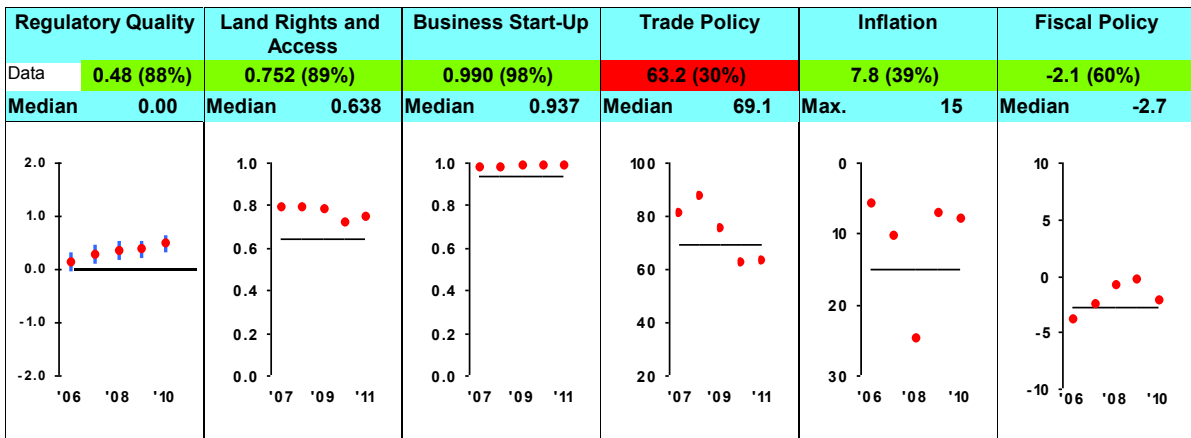 Regulatory Quality
Data 0.48 (88%)
Median 0.00
2.0
1.0
0.0
-1.0
-2.0
'06 '08 '10
Land Rights and
Access
0.752 (89%)
Median 0.638
1.0
0.8
0.6
0.4
0.2
0.0
'07 '09 '11
Business Start-Up
0.990 (98%)
Median 0.937
1.0
0.8
0.6
0.4
0.2
0.0
'07 '09 '11
Trade Policy
63.2 (30%)
Median 69.1
100
80
60
40
20
'07 '09 '11
Inflation
7.8 (39%)
Max. 15
0
10
20
30
'06 '08 '10
Fiscal Policy
-2.1 (60%)
Median -2.7
10
5
0
-5
-10
'06 '08 '10